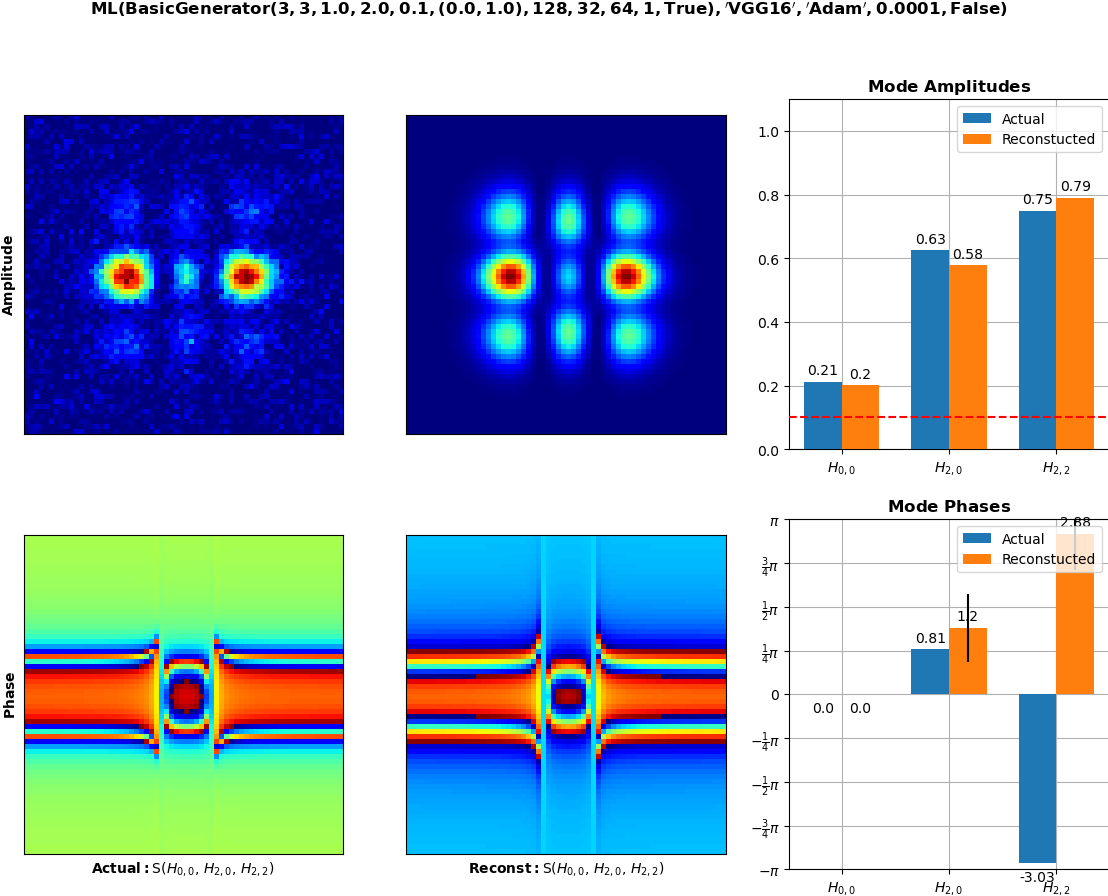 ML(BasicGenerator(3, 3, 1.0, 2.0, 0.1, (0.0, 1.0), 128, 32, 64, 1, True), ′VGG16′, ′Adam′, 0.0001, False)
Amplitude
Mode Amplitudes
Actual
Reconstucted
1.0
0.8
0.6
0.4
0.2
0.0
0.21
0.2
0.63
0.58
0.75
0.79
H0,0
H2,0
H2,2
Phase
Actual: S(H0,0, H2,0, H2,2)
Reconst: S(H0,0, H2,0, H2,2)
Mode Phases
Actual
Reconstucted
π
3/4π
1/2π
1/4π
0
−1/4π
−1/2π
−3/4π
−π
0.0
0.0
0.81
1.2
-3.03
2.88
H0,0
H2,0
H2,2